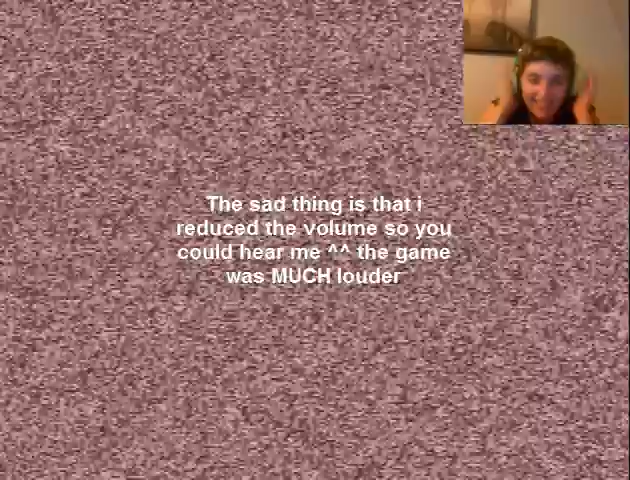 The sad thing is that i
reduced the volume so you
could hear me ^^ the game
was MUCH louder